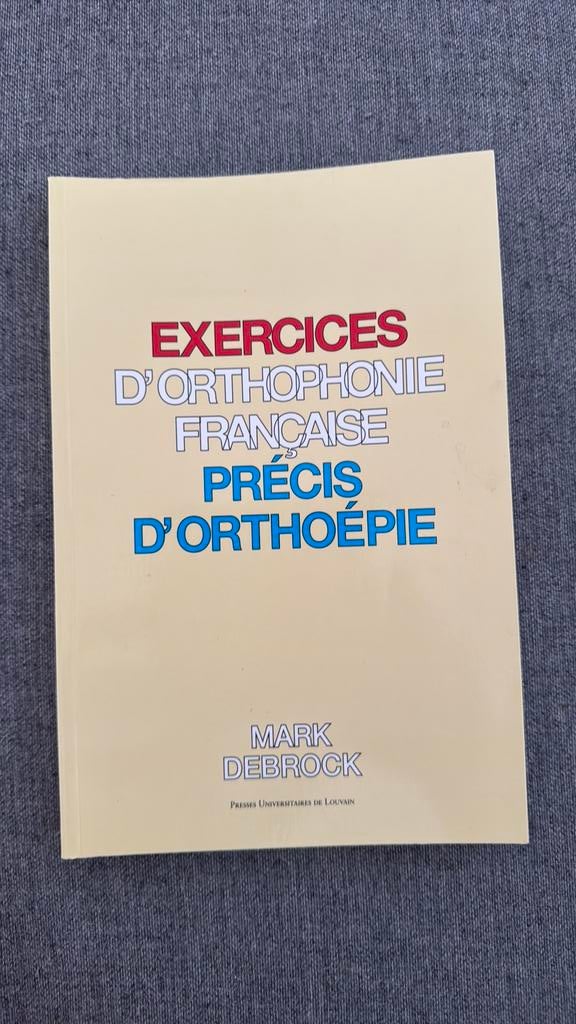 EXERCICES
D'ORTHOPHONIE
FRANÇAISE
PRÉCIS
D'ORTHOÉPIE
MARK
DEBROCK
PRESSES UNIVERSITAIRES DE LOUVAIN